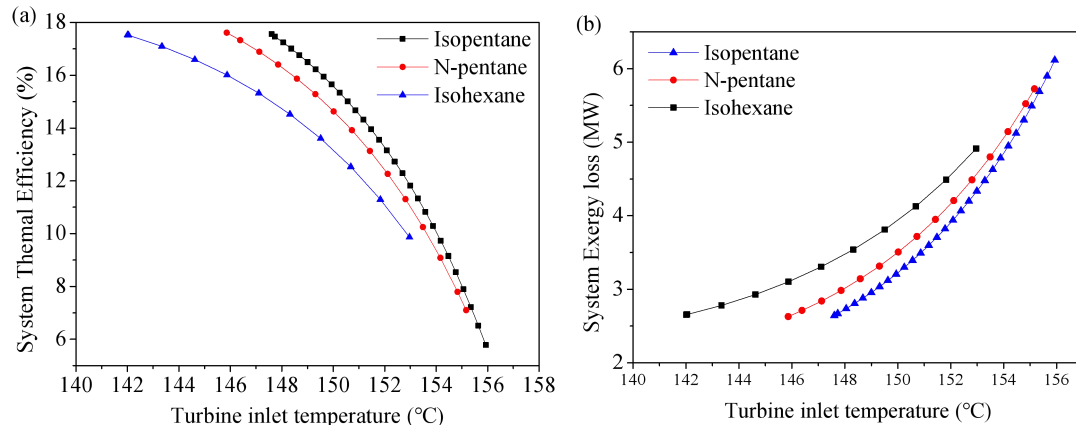 (a)
System Themal Efficiency (%)
18
16
14
12
10
8
6
Isopentane
N-pentane
Isohexane
140 142 144 146 148 150 152 154 156 158
Turbine inlet temperature (℃)
(b)
System Exergy loss (MW)
6
5
4
3
2
Isopentane
N-pentane
Isohexane
140 142 144 146 148 150 152 154 156
Turbine inlet temperature (℃)